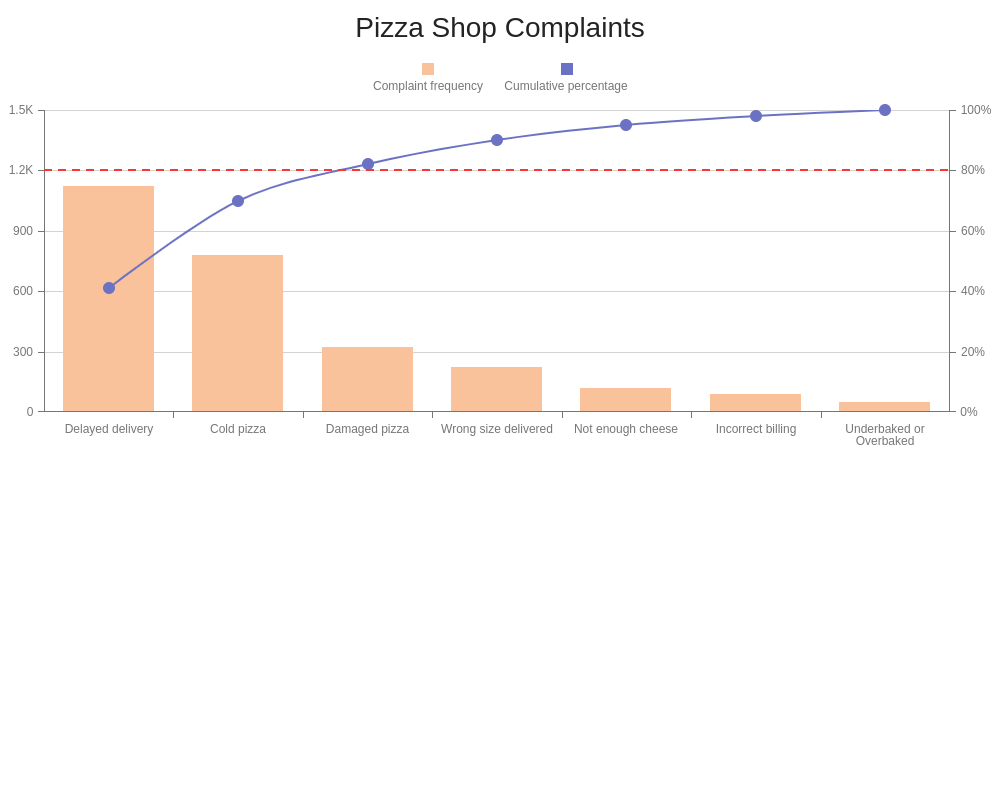 Pizza Shop Complaints
Complaint frequency
Cumulative percentage
1.5K
1.2K
900
600
300
0
100%
80%
60%
40%
20%
0%
Delayed delivery
Cold pizza
Damaged pizza
Wrong size delivered
Not enough cheese
Incorrect billing
Underbaked or
Overbaked